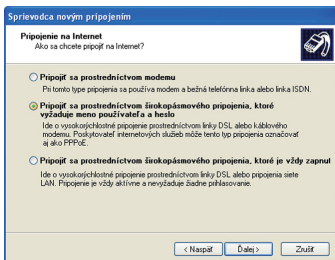 Sprievodca novým pripojením
Pripojenie na Internet
Ako sa chcete pripojiť na Internet?
Pripojiť sa prostredníctvom modemu
Pri tomto type pripojenia sa používa modem a bežná telefónna linka alebo linka ISDN.
Pripojiť sa prostredníctvom širokopásmového pripojenia, ktoré
vyžaduje meno používateľa a heslo
Ide o vysokorýchlostné pripojenie prostredníctvom linky DSL alebo káblového
modemu. Poskytovateľ internetových služieb môže tento typ pripojenia označovať
aj ako PPPoE.
Pripojiť sa prostredníctvom širokopásmového pripojenia, ktoré je vždy zapnut
Ide o vysokorýchlostné pripojenie prostredníctvom linky DSL alebo pripojenia siete
LAN. Pripojenie je vždy aktívne a nevyžaduje žiadne prihlasovanie.
< Naspäť
Ďalej >
Zrušiť